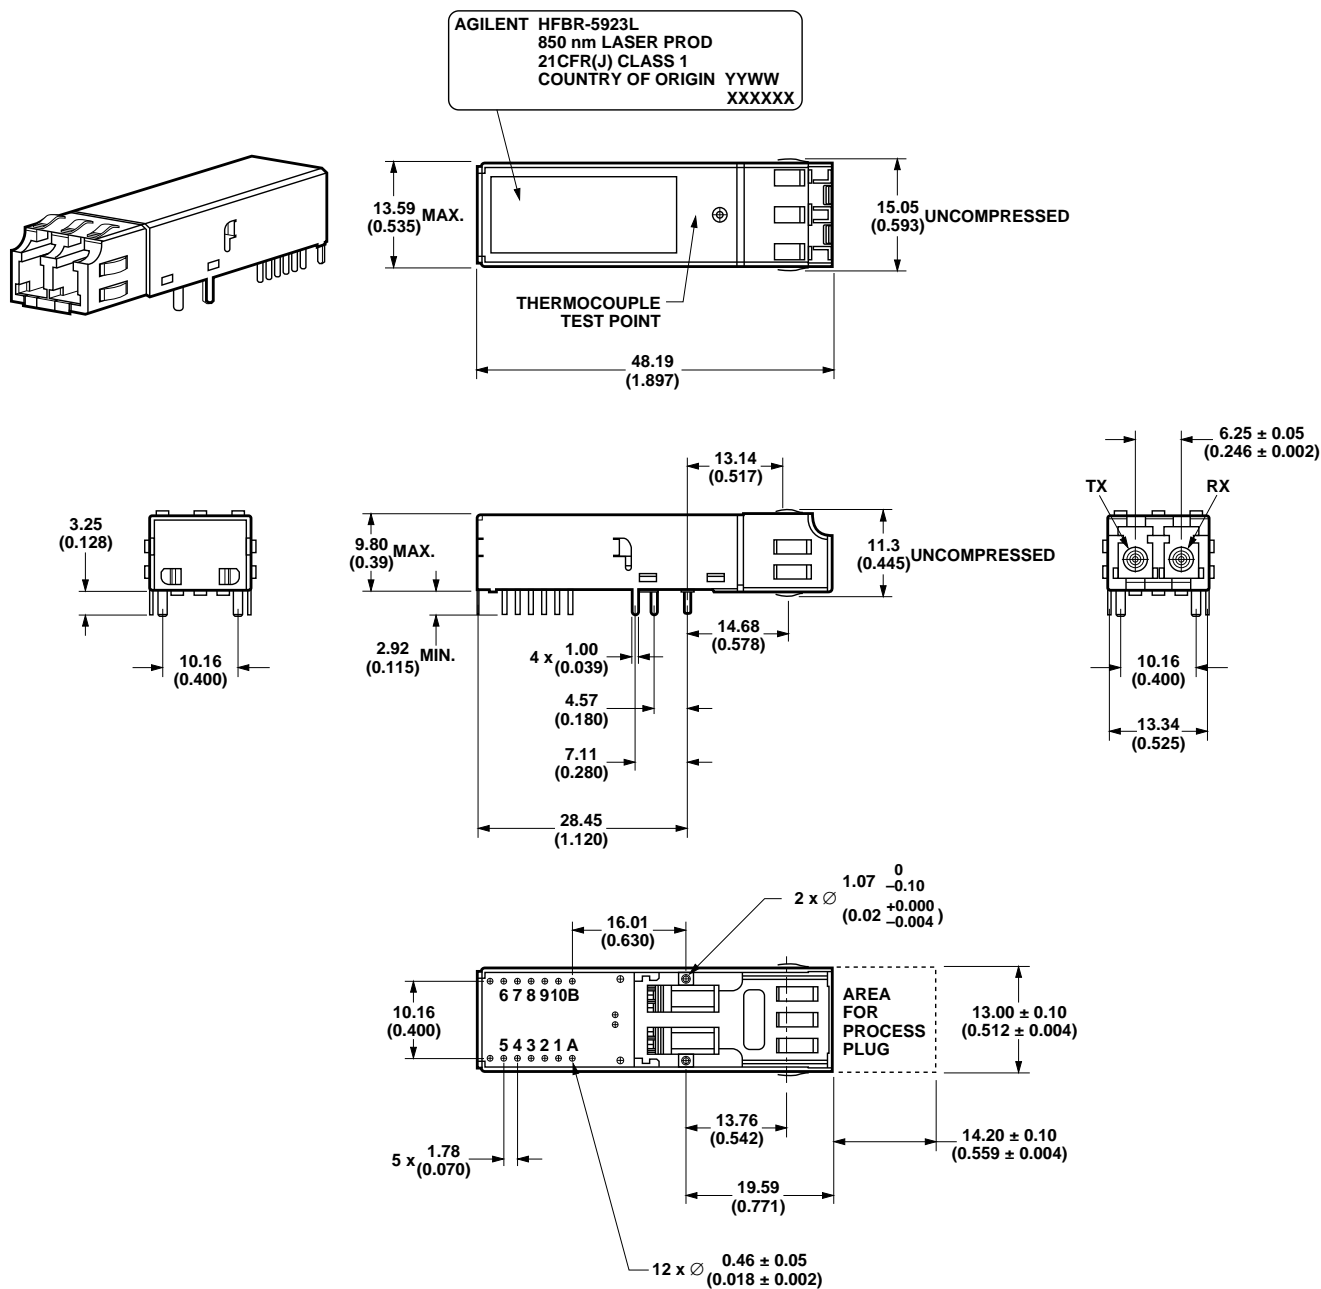 AGILENT HFBR-5923L
850 nm LASER PROD
21CFR(J) CLASS 1
COUNTRY OF ORIGIN YYWW
XXXXXX
13.59
(0.535)
MAX.
15.05
(0.593)
UNCOMPRESSED
THERMOCOUPLE
TEST POINT
48.19
(1.897)
6.25 ± 0.05
(0.246 ± 0.002)
13.14
(0.517)
TX
RX
3.25
(0.128)
9.80
(0.39)
MAX.
11.3
(0.445)
UNCOMPRESSED
2.92
(0.115)
MIN.
4 x
1.00
(0.039)
14.68
(0.578)
10.16
(0.400)
10.16
(0.400)
4.57
(0.180)
13.34
(0.525)
7.11
(0.280)
28.45
(1.120)
2 x ∅
1.07 0
–0.10
(0.02 +0.000
–0.004 )
16.01
(0.630)
6 7 8 9 10 B
10.16
(0.400)
5 4 3 2 1 A
AREA
FOR
PROCESS
PLUG
13.00 ± 0.10
(0.512 ± 0.004)
13.76
(0.542)
14.20 ± 0.10
(0.559 ± 0.004)
5 x
1.78
(0.070)
19.59
(0.771)
12 x ∅
0.46 ± 0.05
(0.018 ± 0.002)